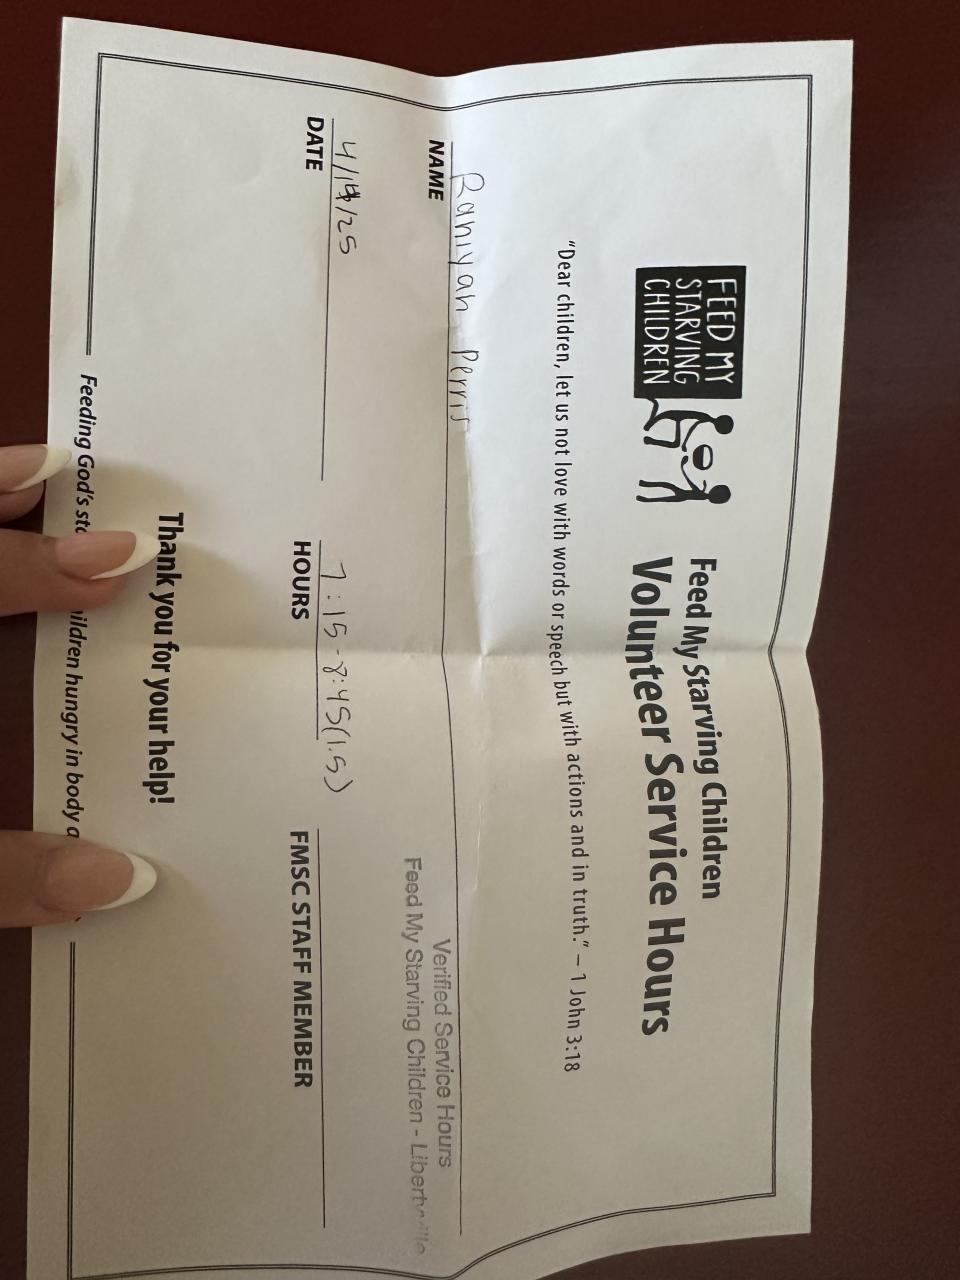 FEED MY
STARVING
CHILDREN
Feed My Starving Children
Volunteer Service Hours
"Dear children, let us not love with words or speech but with actions and in truth." – 1 John 3:18
Raniyah Perris
NAME
Verified Service Hours
Feed My Starving Children - Libertyville
4/19/25 7:15-8:45(1.5)
DATE HOURS FMSC STAFF MEMBER
Thank you for your help!
Feeding God's hungry in body